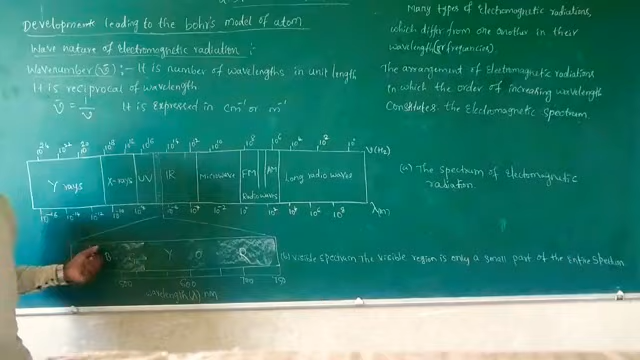 Developments leading to the bohr's model of atom
Wave nature of electromagnetic radiation :-
Wavenumber (ν̄) :- It is number of wavelengths in unit length
It is reciprocal of wavelength
It is expressed in cm⁻¹ or m⁻¹
Many types of Electromagnetic radiations,
which differ from one another in their
wavelength (or frequencies).
The arrangement of Electromagnetic radiations
in which the order of increasing wavelength
Constitutes the Electromagnetic spectrum
ν(Hz)
γ rays X-rays UV IR Microwave FM AM Long radio waves
Radiowaves
λ(m)
(a) The spectrum of Electromagnetic
radiation.
Y O R
(b) visible spectrum The visible region is only a small part of the Entire Spectrum
500 600 700 750
wavelength (λ) nm